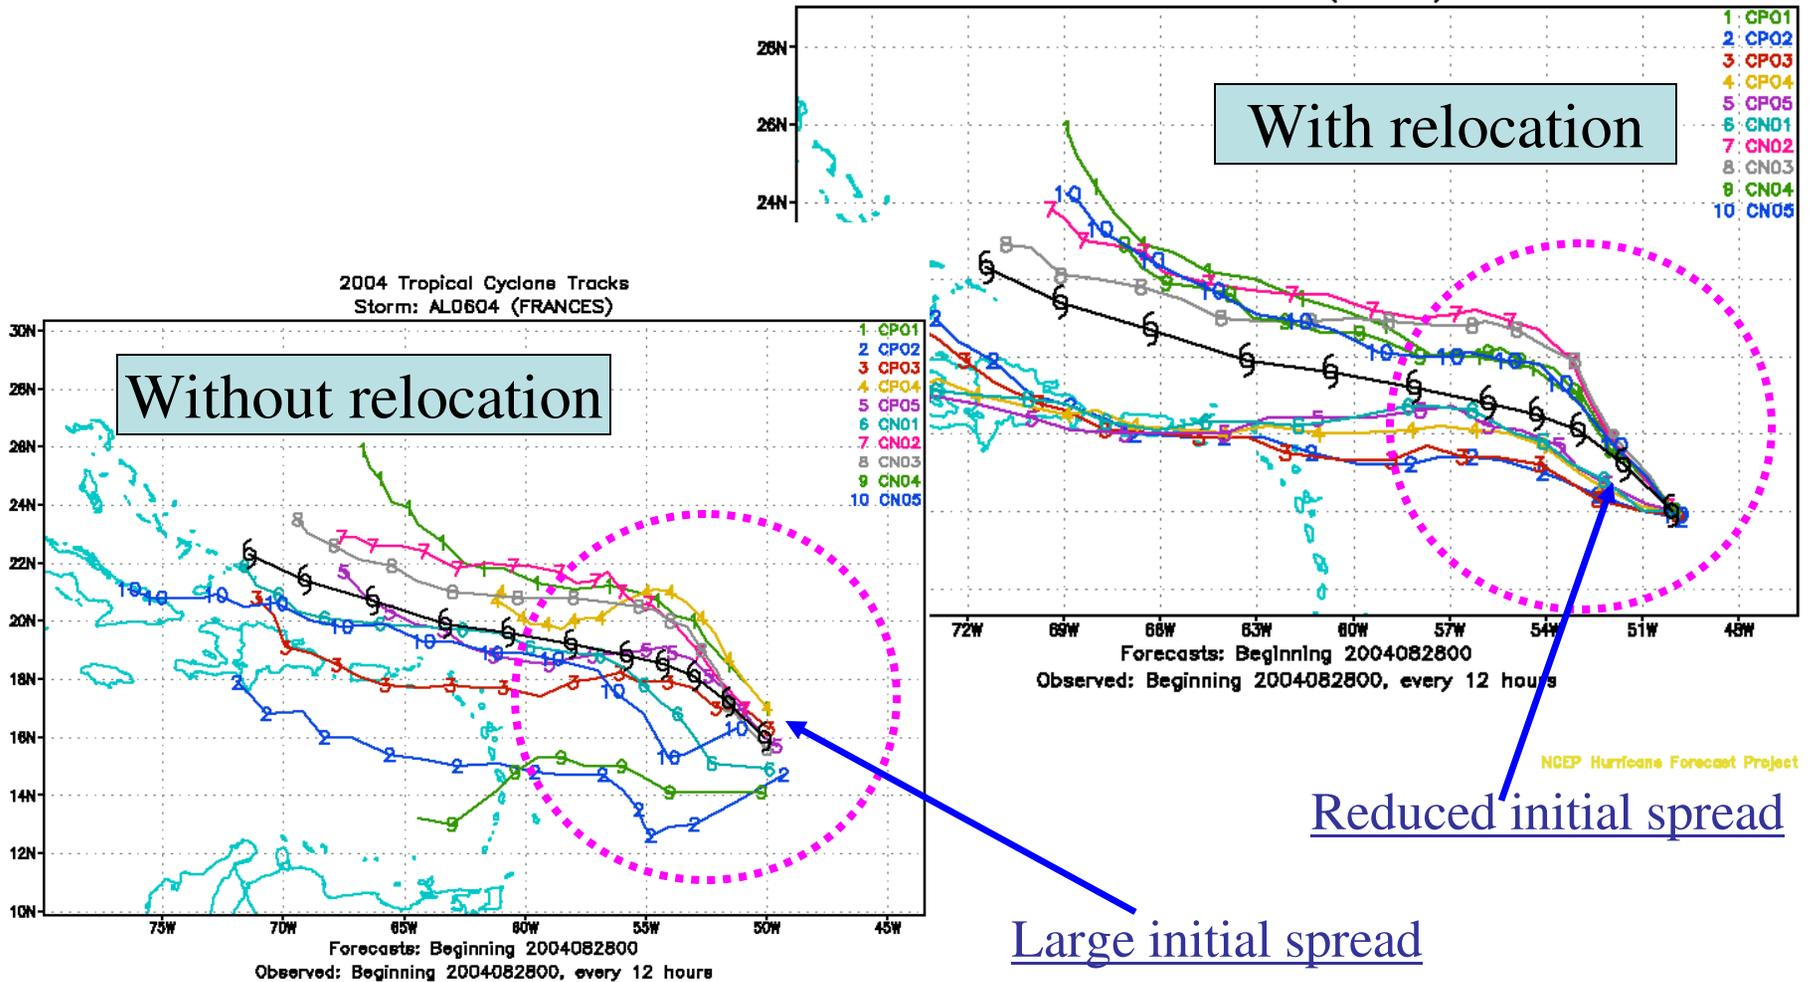 With relocation
28N
26N
24N
1 CP01
2 CP02
3 CP03
4 CP04
5 CP05
6 CN01
7 CN02
8 CN03
9 CN04
10 CN05
72W 69W 66W 63W 60W 57W 54W 51W 48W
Forecasts: Beginning 2004082800
Observed: Beginning 2004082800, every 12 hours
NCEP Hurricane Forecast Project
Reduced initial spread
2004 Tropical Cyclone Tracks
Storm: AL0604 (FRANCES)
Without relocation
30N
28N
26N
24N
22N
20N
18N
16N
14N
12N
10N
1 CP01
2 CP02
3 CP03
4 CP04
5 CP05
6 CN01
7 CN02
8 CN03
9 CN04
10 CN05
75W 70W 65W 60W 55W 50W 45W
Forecasts: Beginning 2004082800
Observed: Beginning 2004082800, every 12 hours
Large initial spread